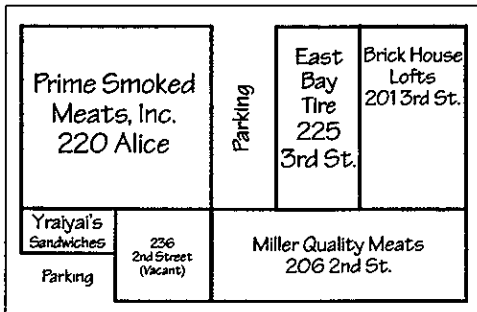 Prime Smoked
Meats, Inc.
220 Alice
Parking
East
Bay
Tire
225
3rd St.
Brick House
Lofts
201 3rd St.
Yraiyai's
Sandwiches
Parking
236
2nd Street
(Vacant)
Miller Quality Meats
206 2nd St.